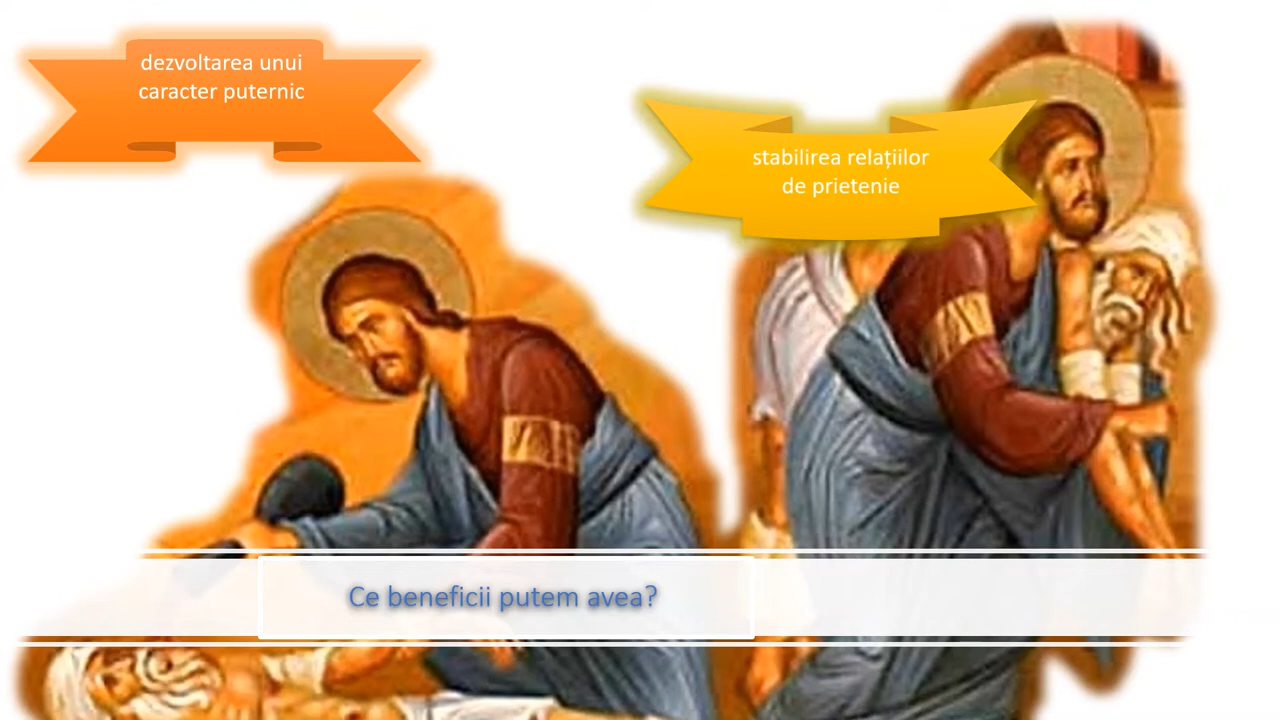 dezvoltarea unui
caracter puternic
stabilirea relațiilor
de prietenie
Ce beneficii putem avea?